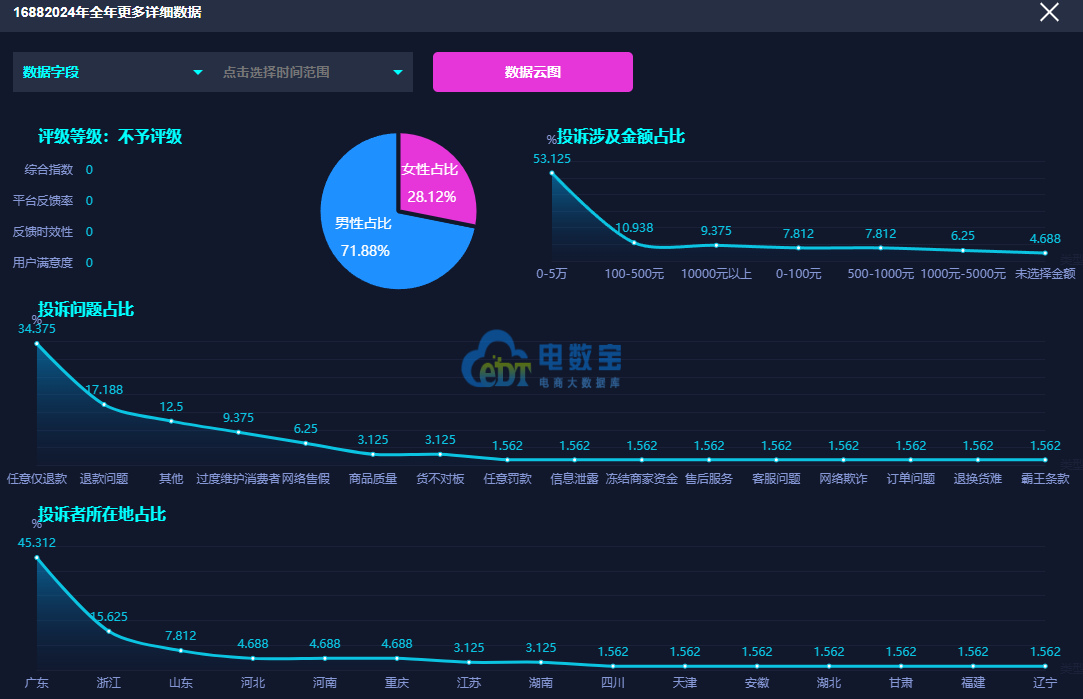 16882024年全年更多详细数据
数据字段
点击选择时间范围
数据云图
评级等级：不予评级
综合指数 0
平台反馈率 0
反馈时效性 0
用户满意度 0
女性占比
28.12%
男性占比
71.88%
投诉涉及金额占比
%
53.125 10.938 9.375 7.812 7.812 6.25 4.688
0-5万 100-500元 10000元以上 0-100元 500-1000元 1000元-5000元 未选择金额
投诉问题占比
%
34.375 17.188 12.5 9.375 6.25 3.125 3.125 1.562 1.562 1.562 1.562 1.562 1.562 1.562 1.562 1.562
任意仅退款 退款问题 其他 过度维护消费者 网络售假 商品质量 货不对板 任意罚款 信息泄露 冻结商家资金 售后服务 客服问题 网络欺诈 订单问题 退换货难 霸王条款
eDT 电数宝
电商大数据库
投诉者所在地占比
%
45.312 15.625 7.812 4.688 4.688 4.688 3.125 3.125 1.562 1.562 1.562 1.562 1.562 1.562 1.562
广东 浙江 山东 河北 河南 重庆 江苏 湖南 四川 天津 安徽 湖北 甘肃 福建 辽宁